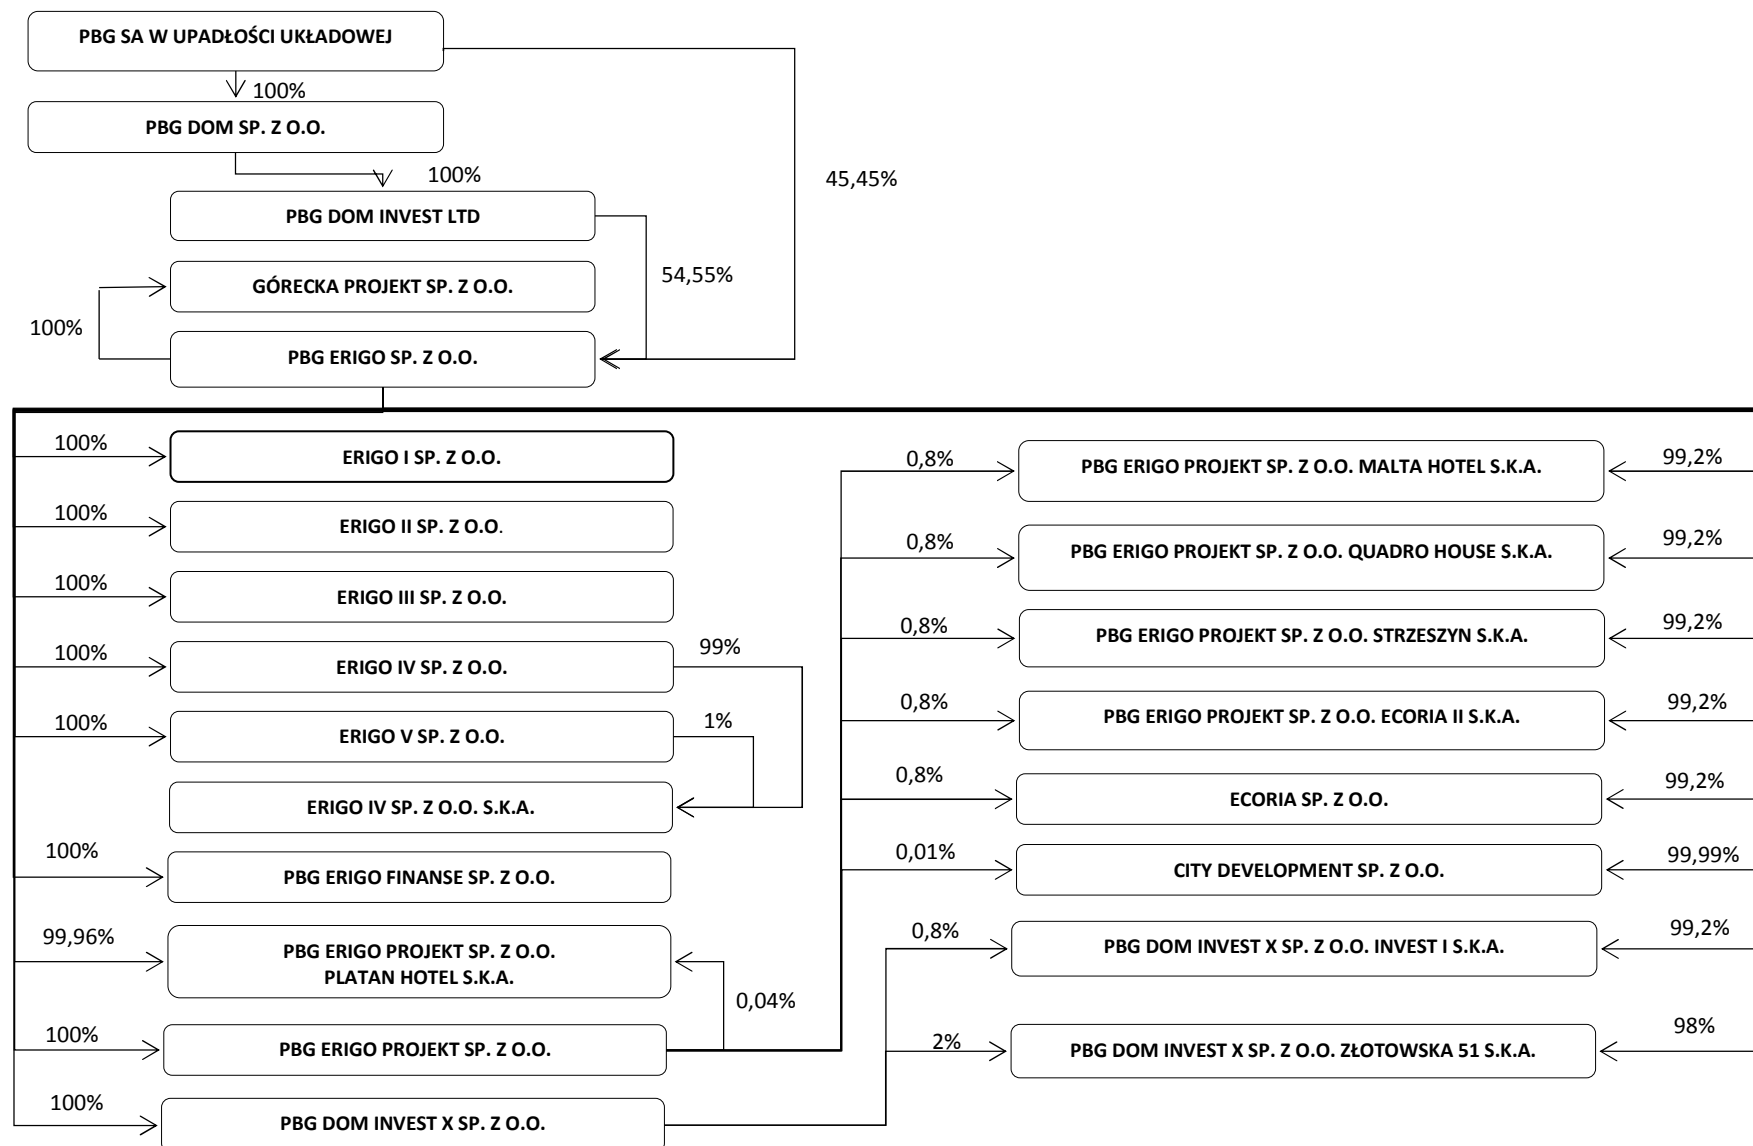 PBG SA W UPADŁOŚCI UKŁADOWEJ
100%
PBG DOM SP. Z O.O.
100%
45,45%
PBG DOM INVEST LTD
54,55%
GÓRECKA PROJEKT SP. Z O.O.
100%
PBG ERIGO SP. Z O.O.
100%
ERIGO I SP. Z O.O.
100%
ERIGO II SP. Z O.O.
100%
ERIGO III SP. Z O.O.
100%
ERIGO IV SP. Z O.O.
99%
100%
ERIGO V SP. Z O.O.
1%
ERIGO IV SP. Z O.O. S.K.A.
100%
PBG ERIGO FINANSE SP. Z O.O.
99,96%
PBG ERIGO PROJEKT SP. Z O.O.
PLATAN HOTEL S.K.A.
0,04%
100%
PBG ERIGO PROJEKT SP. Z O.O.
100%
PBG DOM INVEST X SP. Z O.O.
0,8%
PBG ERIGO PROJEKT SP. Z O.O. MALTA HOTEL S.K.A.
99,2%
0,8%
PBG ERIGO PROJEKT SP. Z O.O. QUADRO HOUSE S.K.A.
99,2%
0,8%
PBG ERIGO PROJEKT SP. Z O.O. STRZESZYN S.K.A.
99,2%
0,8%
PBG ERIGO PROJEKT SP. Z O.O. ECORIA II S.K.A.
99,2%
0,8%
ECORIA SP. Z O.O.
99,2%
0,01%
CITY DEVELOPMENT SP. Z O.O.
99,99%
0,8%
PBG DOM INVEST X SP. Z O.O. INVEST I S.K.A.
99,2%
2%
PBG DOM INVEST X SP. Z O.O. ZŁOTOWSKA 51 S.K.A.
98%